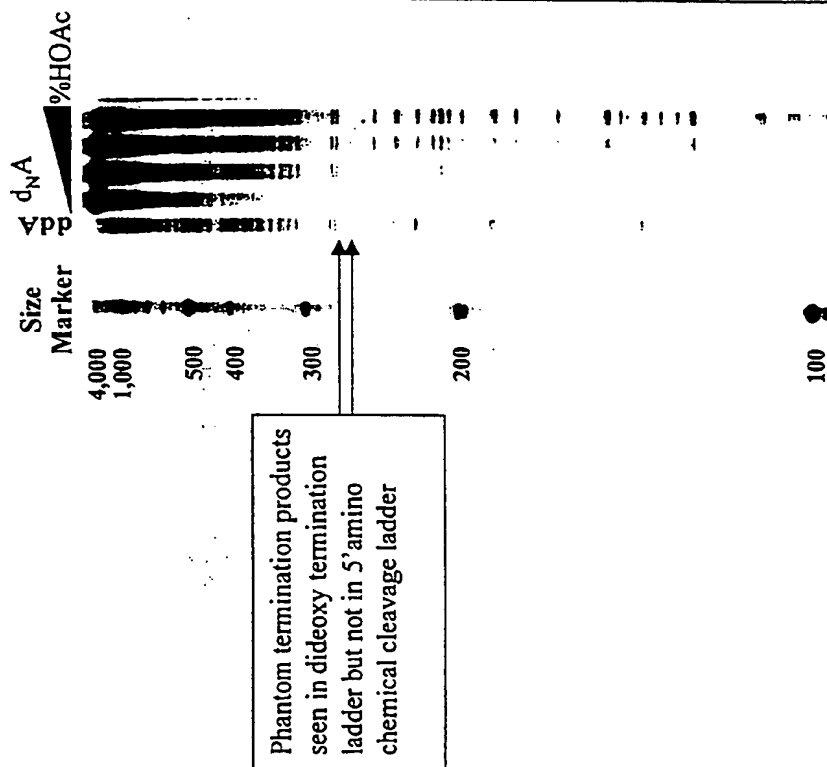 %HOAc
dNA
ddA
Size
Marker
4,000
1,000
500
400
300
200
100
Phantom termination products
seen in dideoxy termination
ladder but not in 5'amino
chemical cleavage ladder